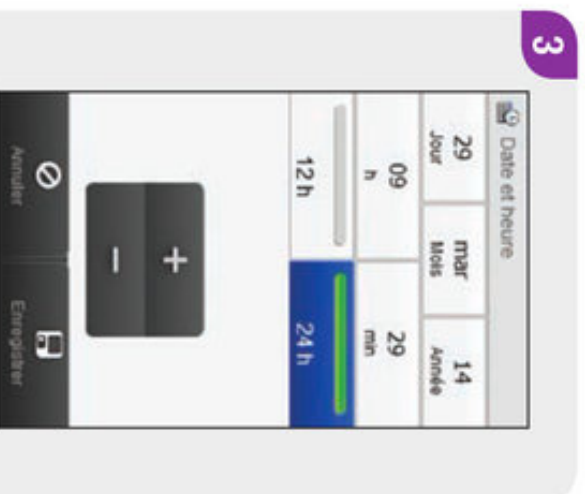 3
Date et heure
29 mar 14
Jour Mois Année
09 29
h min
12 h 24 h
+
-
Annuler Enregistrer